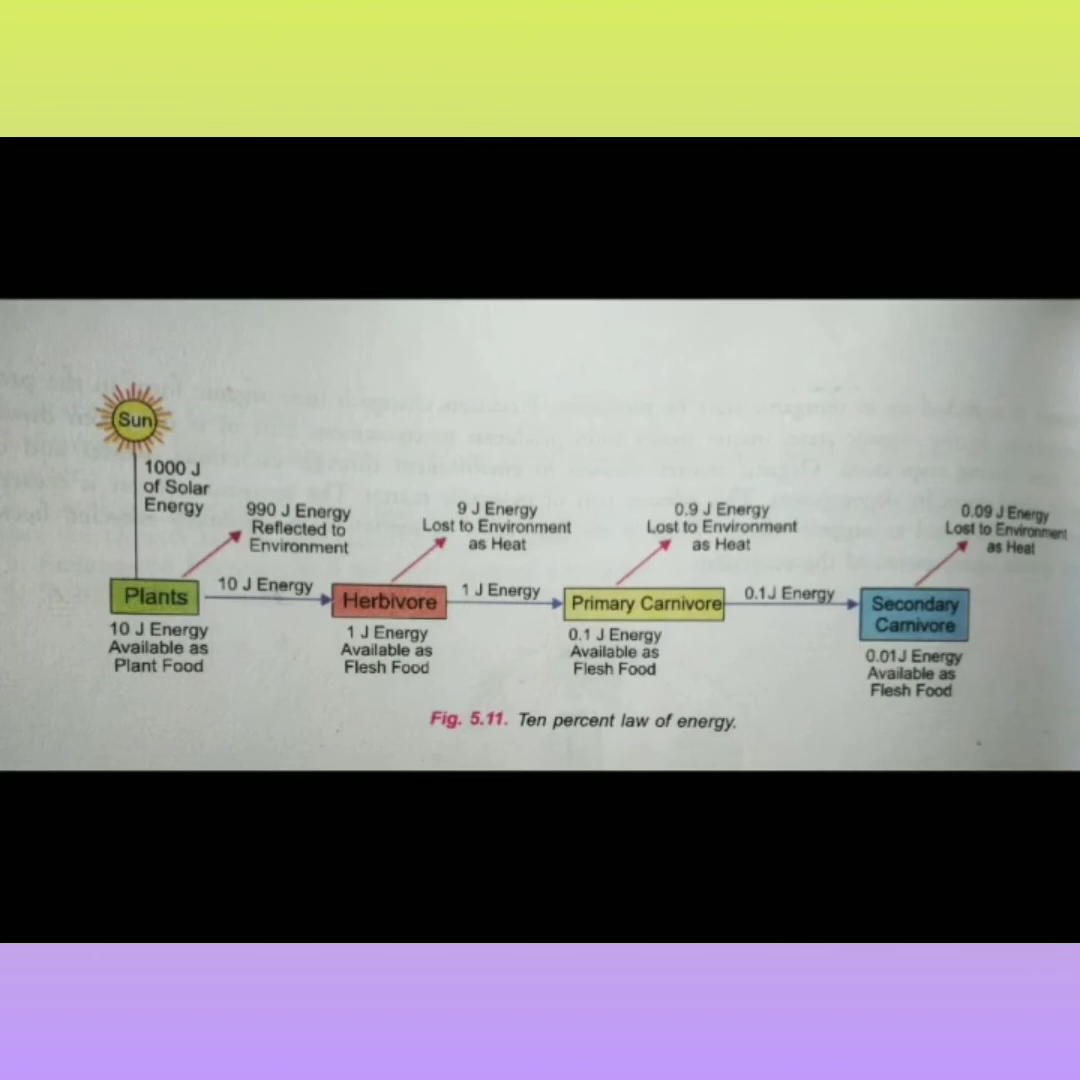 Sun
1000 J
of Solar
Energy
990 J Energy
Reflected to
Environment
9 J Energy
Lost to Environment
as Heat
0.9 J Energy
Lost to Environment
as Heat
0.09 J Energy
Lost to Environment
as Heat
Plants
10 J Energy
Herbivore
1 J Energy
Primary Carnivore
0.1J Energy
Secondary
Carnivore
10 J Energy
Available as
Plant Food
1 J Energy
Available as
Flesh Food
0.1 J Energy
Available as
Flesh Food
0.01J Energy
Available as
Flesh Food
Fig. 5.11. Ten percent law of energy.